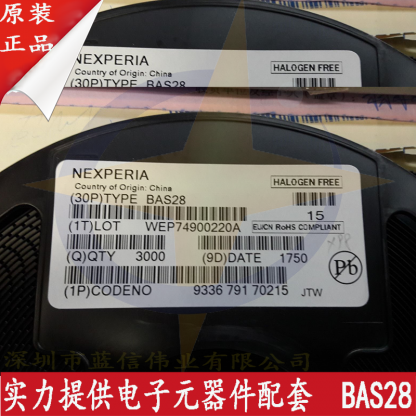 原装
正品
NEXPERIA
Country of Origin: China
HALOGEN FREE
(30P)TYPE BAS28
NEXPERIA
Country of Origin: China
HALOGEN FREE
(30P)TYPE BAS28
15
(1T)LOT WEP74900220A
EU/CN RoHS COMPLIANT
(Q)QTY 3000 (9D)DATE 1750
Pb
(1P)CODENO 9336 791 70215 JTW
深圳市蓝信伟业有限公司
实力提供电子元器件配套 BAS28